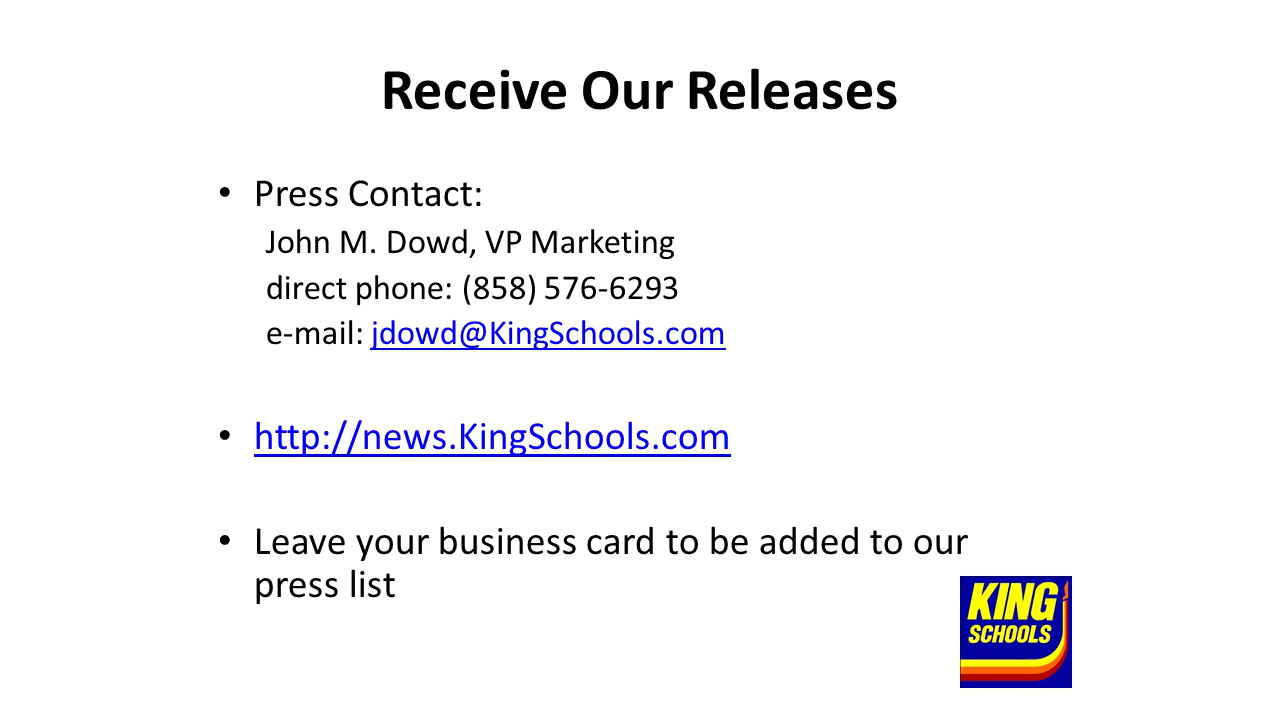 Receive Our Releases
• Press Contact:
John M. Dowd, VP Marketing
direct phone: (858) 576-6293
e-mail: jdowd@KingSchools.com
• http://news.KingSchools.com
• Leave your business card to be added to our
press list
KING
SCHOOLS